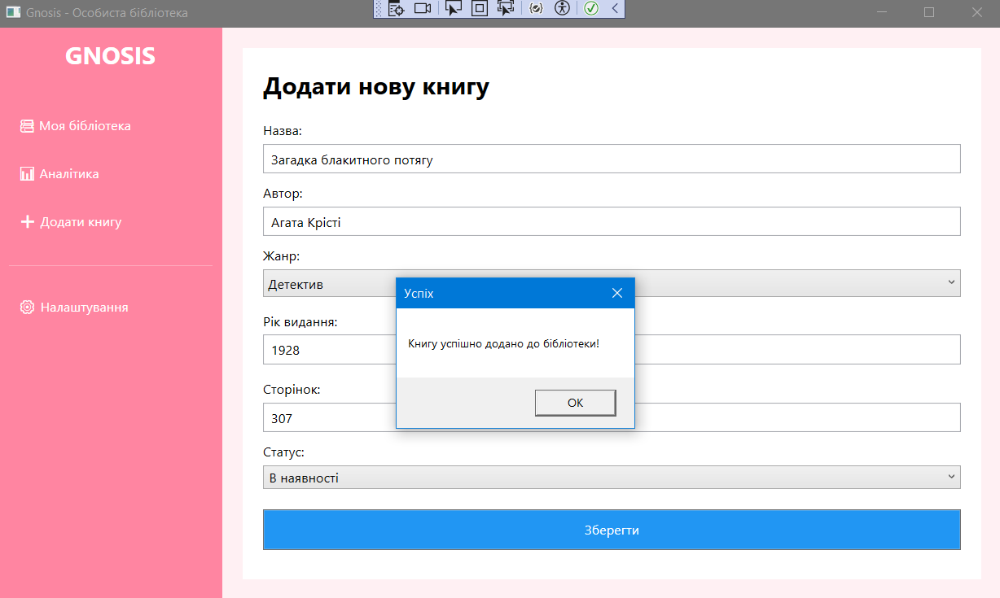 Gnosis - Особиста бібліотека
GNOSIS
Моя бібліотека
Аналітика
Додати книгу
Налаштування
Додати нову книгу
Назва:
Загадка блакитного потягу
Автор:
Агата Крісті
Жанр:
Детектив
Рік видання:
1928
Сторінок:
307
Статус:
В наявності
Зберегти
Успіх
Книгу успішно додано до бібліотеки!
ОК